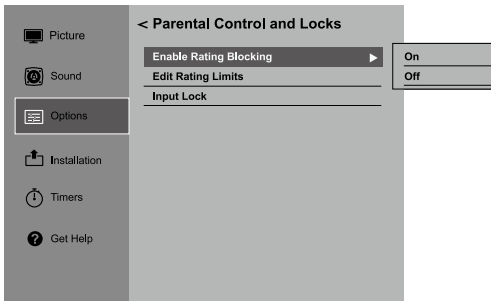 Picture
Sound
Options
Installation
Timers
Get Help
< Parental Control and Locks
Enable Rating Blocking
Edit Rating Limits
Input Lock
On
Off